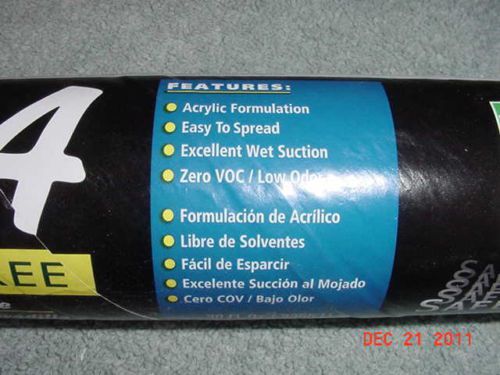 4
FEATURES:
Acrylic Formulation
Easy To Spread
Excellent Wet Suction
Zero VOC / Low Odor
Formulación de Acrílico
Libre de Solventes
Fácil de Esparcir
Excelente Succión al Mojado
Cero COV / Bajo Olor
EE
DEC 21 2011